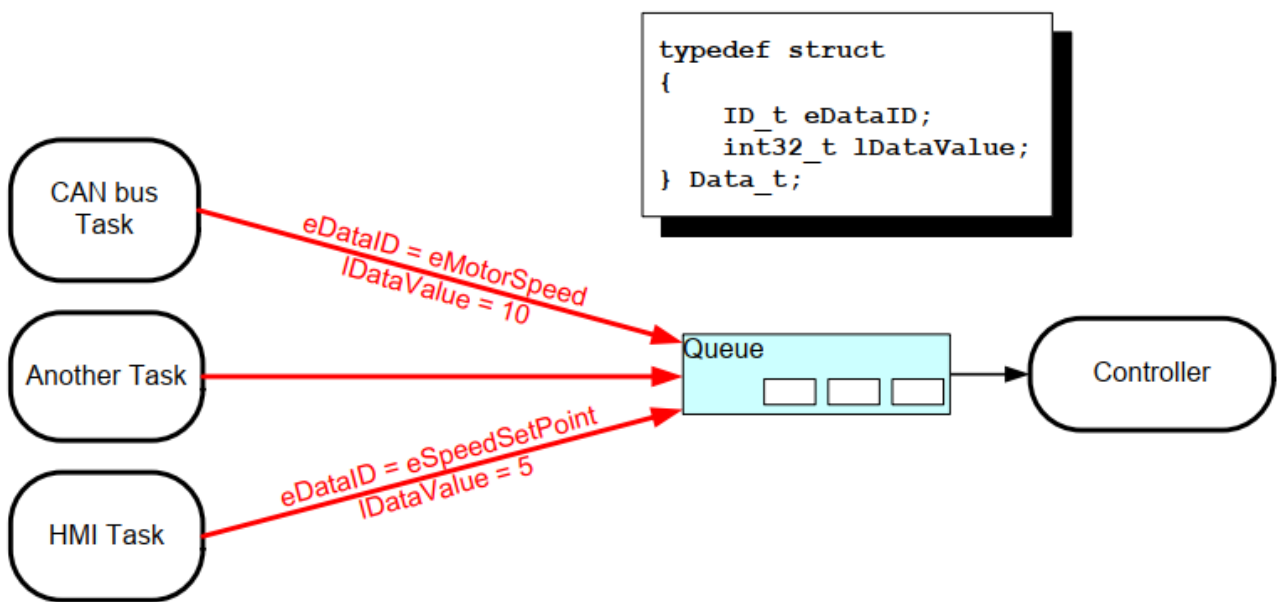 typedef struct
{
ID_t eDataID;
int32_t lDataValue;
} Data_t;
CAN bus
Task
eDataID = eMotorSpeed
lDataValue = 10
Another Task
Queue
Controller
eDataID = eSpeedSetPoint
lDataValue = 5
HMI Task